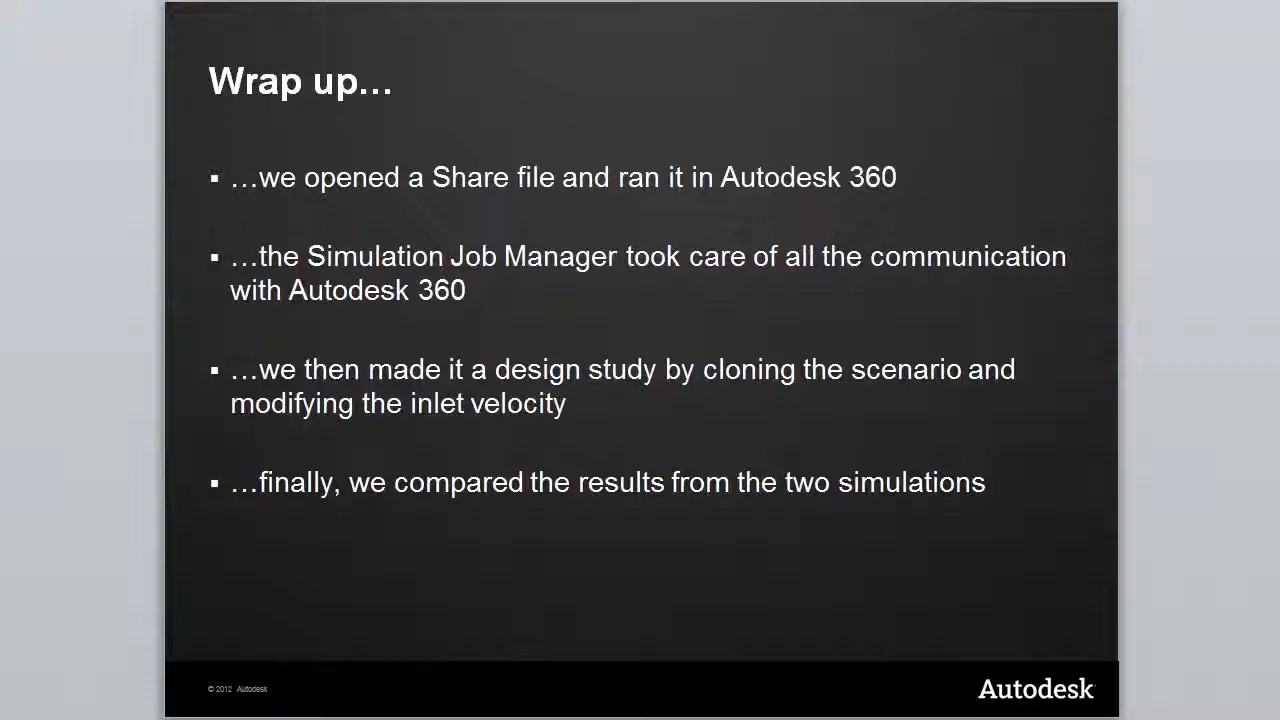 Wrap up…
▪ …we opened a Share file and ran it in Autodesk 360
▪ …the Simulation Job Manager took care of all the communication
with Autodesk 360
▪ …we then made it a design study by cloning the scenario and
modifying the inlet velocity
▪ …finally, we compared the results from the two simulations
© 2012 Autodesk
Autodesk